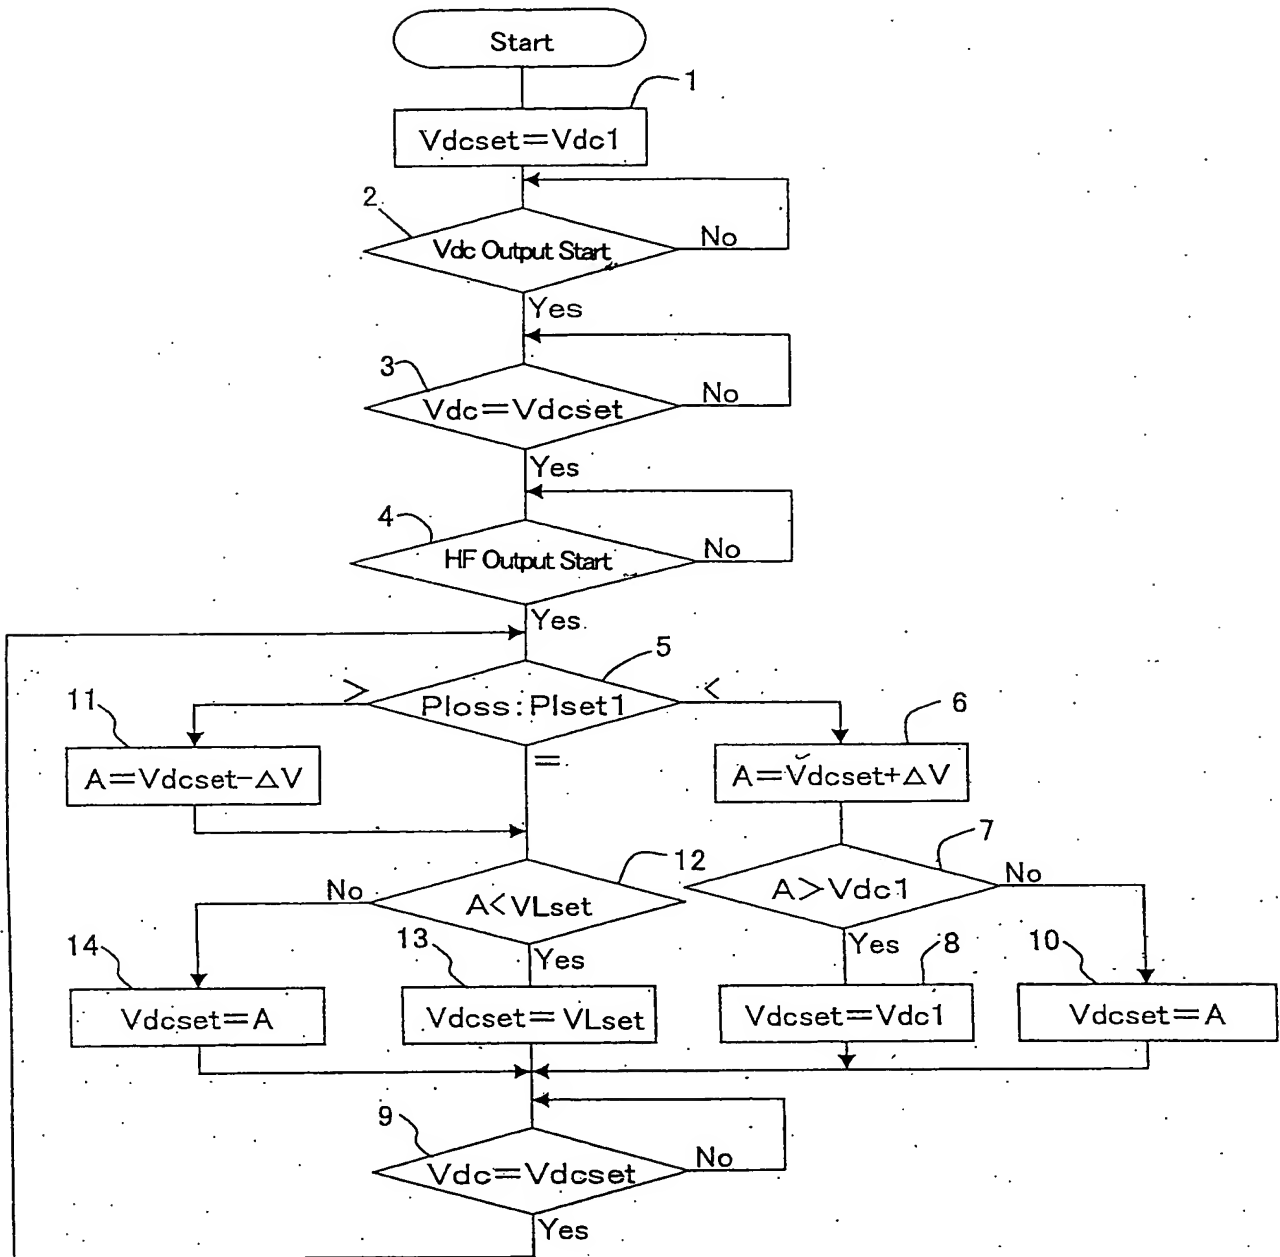 Start
1
Vdcset=Vdc1
2
Vdc Output Start
No
Yes
3
Vdc=Vdcset
No
Yes
4
HF Output Start
No
Yes
5
>
Ploss:Plset1
<
=
11
A=Vdcset-△V
6
A=Vdcset+△V
12
A<VLset
No
Yes
7
A>Vdc1
No
Yes
14
Vdcset=A
13
Vdcset=VLset
8
Vdcset=Vdc1
10
Vdcset=A
9
Vdc=Vdcset
No
Yes